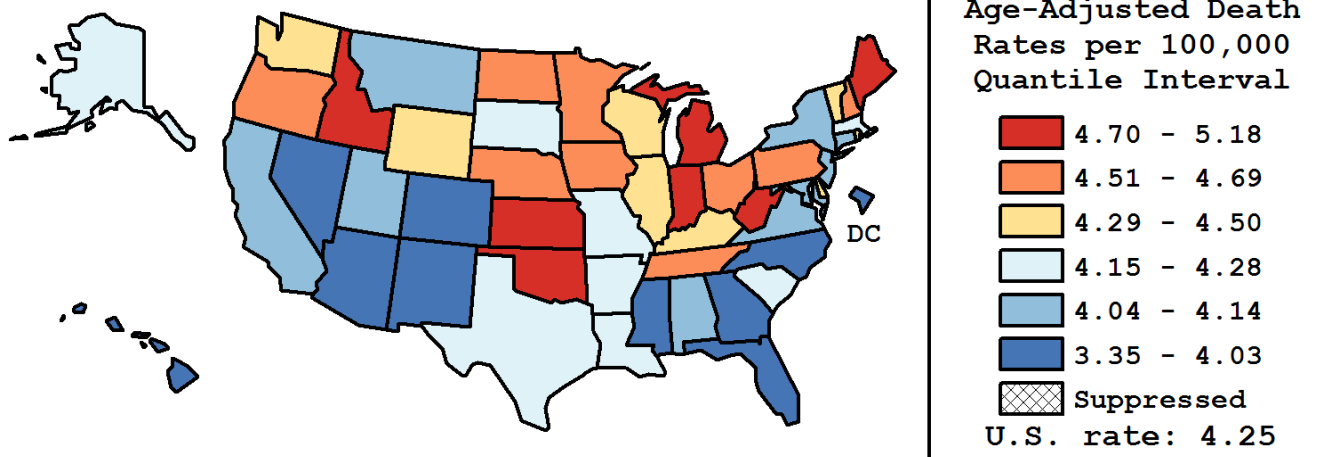 Age-Adjusted Death
Rates per 100,000
Quantile Interval
4.70 - 5.18
4.51 - 4.69
4.29 - 4.50
4.15 - 4.28
4.04 - 4.14
3.35 - 4.03
Suppressed
U.S. rate: 4.25
DC